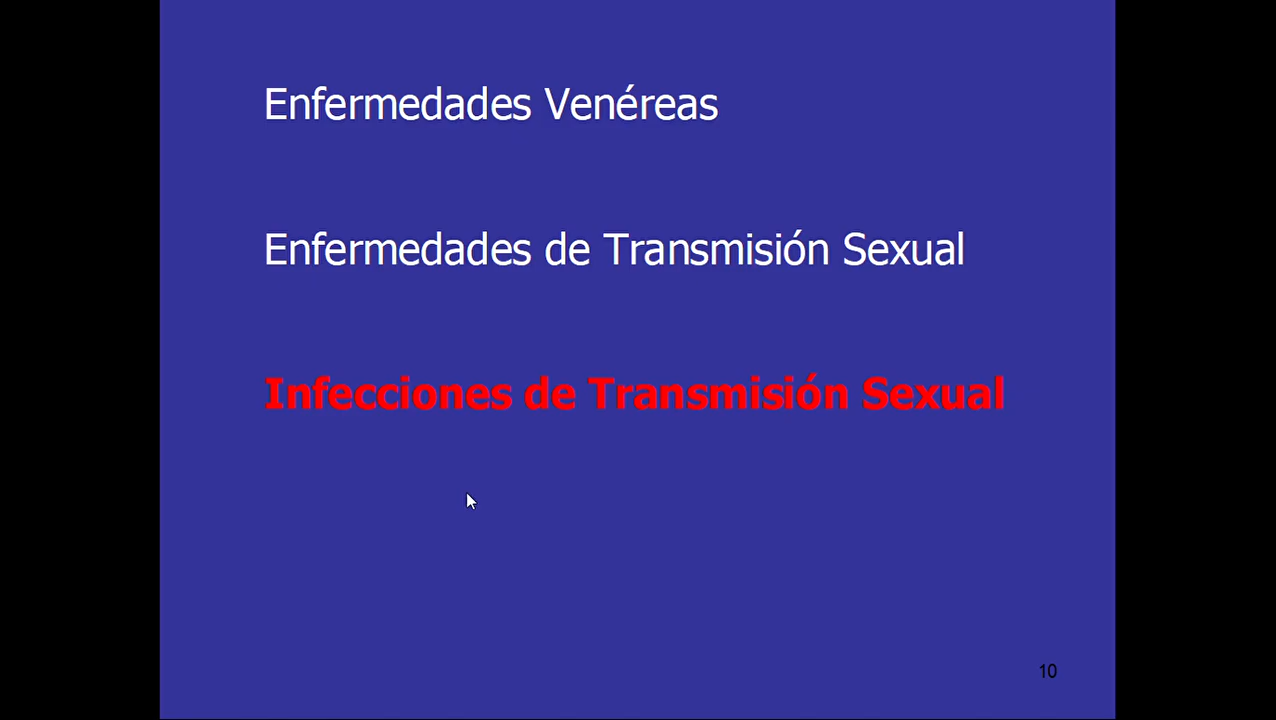 Enfermedades Venéreas
Enfermedades de Transmisión Sexual
Infecciones de Transmisión Sexual
10